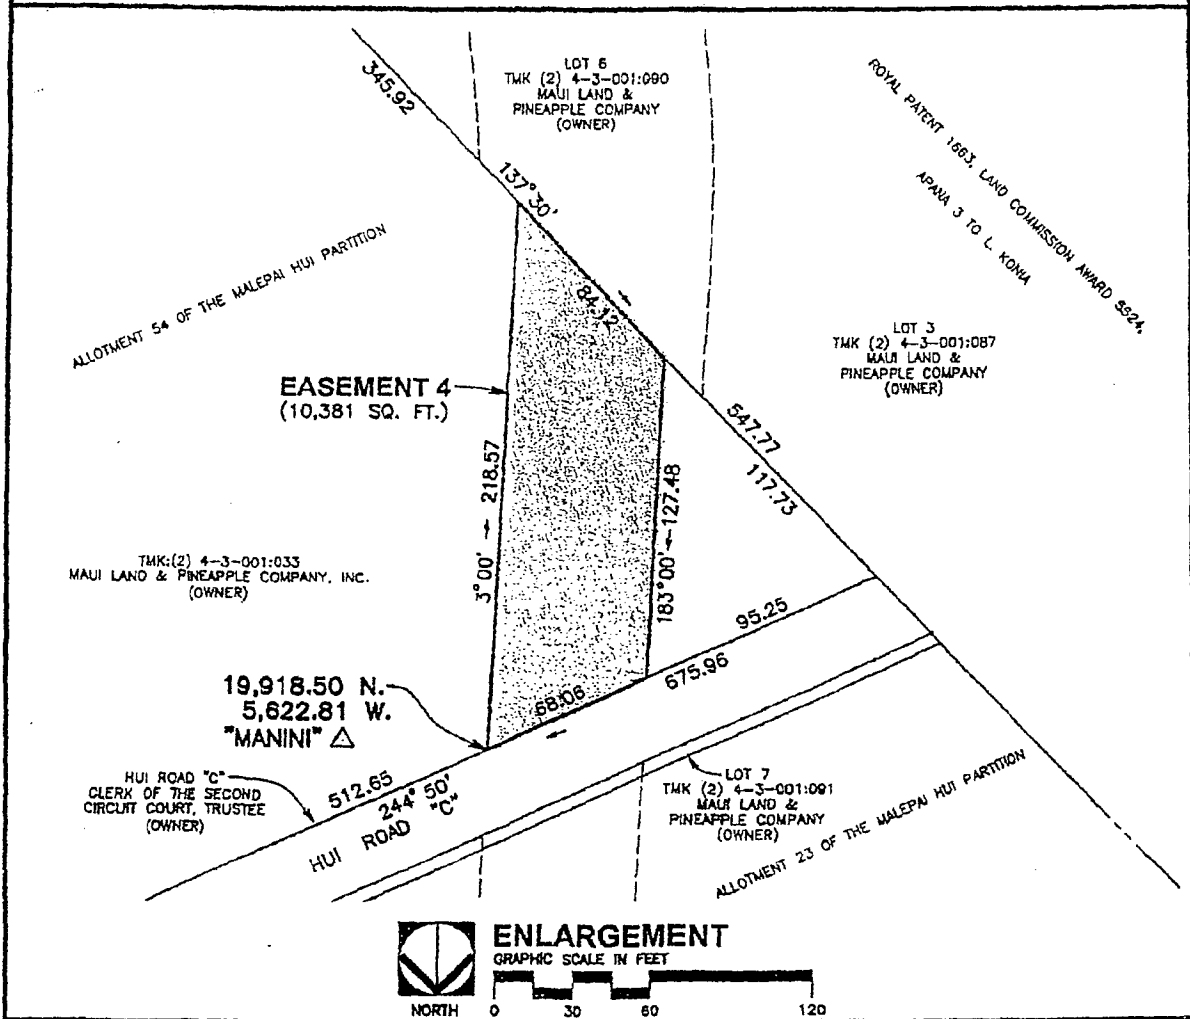 345.92
LOT 6
TMK (2) 4-3-001:090
MAUI LAND &
PINEAPPLE COMPANY
(OWNER)
ROYAL PATENT 1663, LAND COMMISSION AWARD 5524,
APANA 3 TO L. KONIA
137°30'
84.12
ALLOTMENT 54 OF THE MALEPAI HUI PARTITION
LOT 3
TMK (2) 4-3-001:087
MAUI LAND &
PINEAPPLE COMPANY
(OWNER)
EASEMENT 4
(10,381 SQ. FT.)
547.77
117.73
3°00' 218.57
183°00' 127.48
TMK:(2) 4-3-001:033
MAUI LAND & PINEAPPLE COMPANY, INC.
(OWNER)
95.25
675.96
68.06
19,918.50 N.
5,622.81 W.
"MANINI"
HUI ROAD "C"
CLERK OF THE SECOND
CIRCUIT COURT, TRUSTEE
(OWNER)
512.65
244° 50'
HUI ROAD "C"
LOT 7
TMK (2) 4-3-001:091
MAUI LAND &
PINEAPPLE COMPANY
(OWNER)
ALLOTMENT 23 OF THE MALEPAI HUI PARTITION
ENLARGEMENT
GRAPHIC SCALE IN FEET
NORTH
0 30 60 120